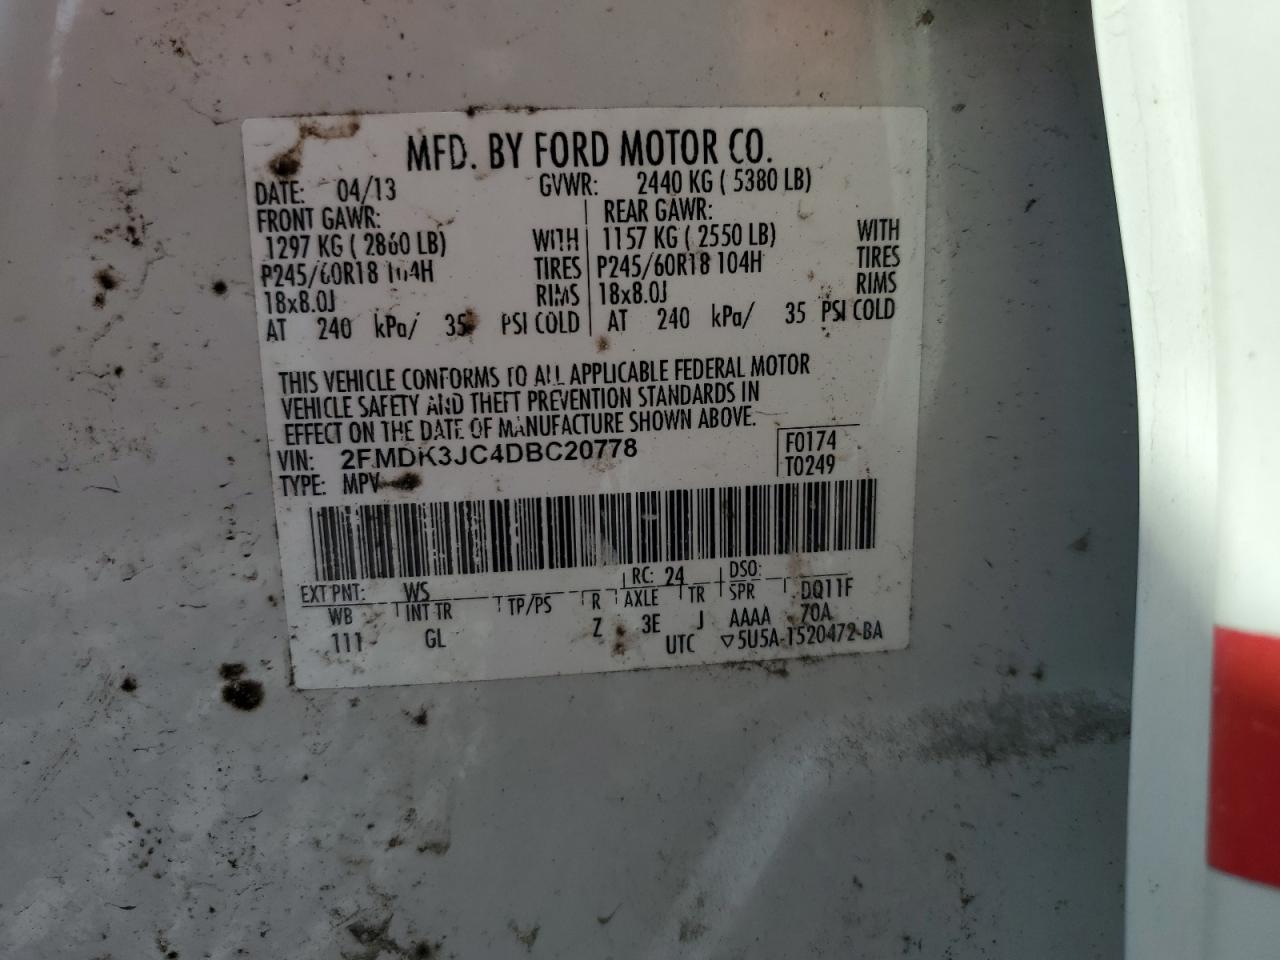 MFD. BY FORD MOTOR CO.
DATE: 04/13 GVWR: 2440 KG ( 5380 LB)
FRONT GAWR:
1297 KG ( 2860 LB) WITH
P245/60R18 104H TIRES
18x8.0J RIMS
AT 240 kPa/ 35 PSI COLD
REAR GAWR:
1157 KG ( 2550 LB) WITH
P245/60R18 104H TIRES
18x8.0J RIMS
AT 240 kPa/ 35 PSI COLD
THIS VEHICLE CONFORMS TO ALL APPLICABLE FEDERAL MOTOR
VEHICLE SAFETY AND THEFT PREVENTION STANDARDS IN
EFFECT ON THE DATE OF MANUFACTURE SHOWN ABOVE.
VIN: 2FMDK3JC4DBC20778
TYPE: MPV
F0174
T0249
EXT PNT: WS RC: 24 DSO:
WB INT TR TP/PS R AXLE TR SPR DQ11F
111 GL Z 3E J AAAA ZOA
UTC ▽5U5A-1520472-BA